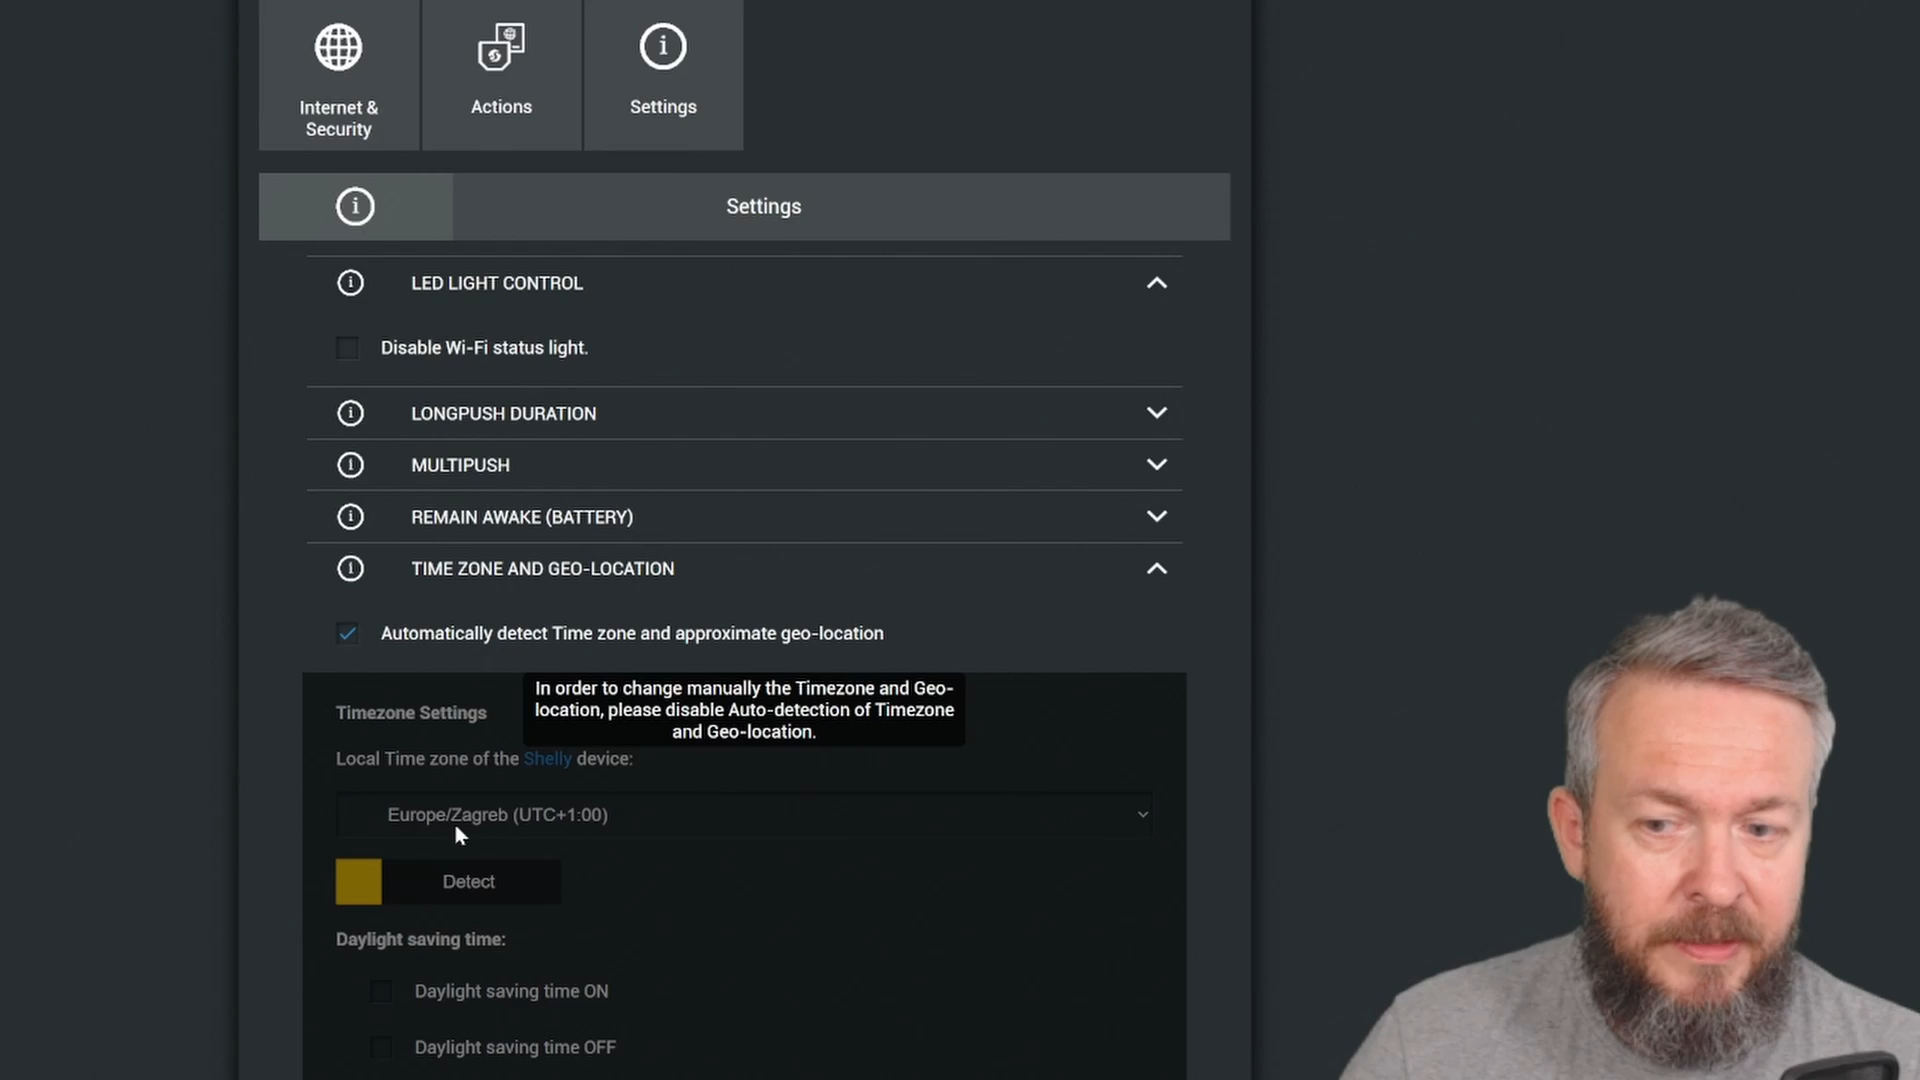 Internet &
Security
Actions
Settings
Settings
LED LIGHT CONTROL
Disable Wi-Fi status light.
LONGPUSH DURATION
MULTIPUSH
REMAIN AWAKE (BATTERY)
TIME ZONE AND GEO-LOCATION
Automatically detect Time zone and approximate geo-location
In order to change manually the Timezone and Geo-
location, please disable Auto-detection of Timezone
and Geo-location.
Timezone Settings
Local Time zone of the Shelly device:
Europe/Zagreb (UTC+1:00)
Detect
Daylight saving time:
Daylight saving time ON
Daylight saving time OFF